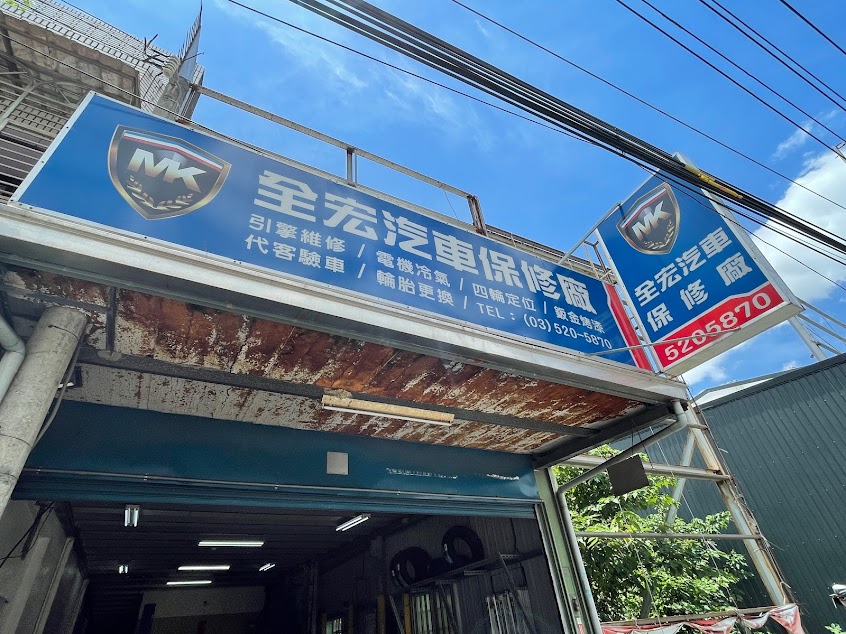 MK
全宏汽車保修廠
引擎維修 / 電機冷氣 / 四輪定位 / 鈑金烤漆
代客驗車 / 輪胎更換 / TEL : (03) 520-5870
MK
全宏汽車
保修廠
5205870